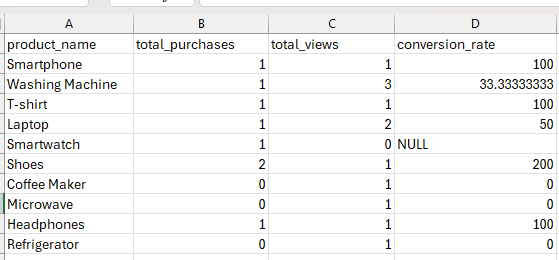 A B C D
product_name total_purchases total_views conversion_rate
Smartphone 1 1 100
Washing Machine 1 3 33.33333333
T-shirt 1 1 100
Laptop 1 2 50
Smartwatch 1 0 NULL
Shoes 2 1 200
Coffee Maker 0 1 0
Microwave 0 1 0
Headphones 1 1 100
Refrigerator 0 1 0